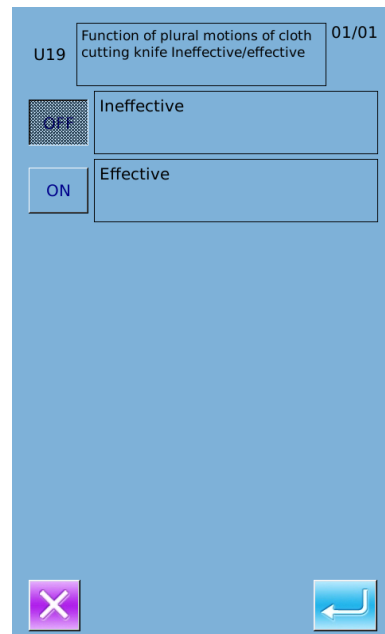 01/01
Function of plural motions of cloth
U19
cutting knife Ineffective/effective
OFF
Ineffective
ON
Effective